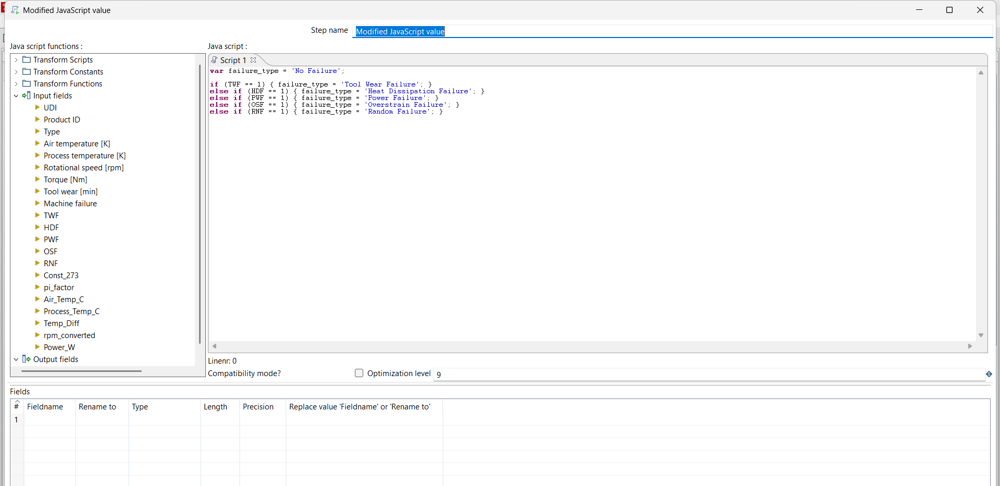 Modified JavaScript value
Step name Modified JavaScript value
Java script functions :
Transform Scripts
Transform Constants
Transform Functions
Input fields
UDI
Product ID
Type
Air temperature [K]
Process temperature [K]
Rotational speed [rpm]
Torque [Nm]
Tool wear [min]
Machine failure
TWF
HDF
PWF
OSF
RNF
Const_273
pi_factor
Air_Temp_C
Process_Temp_C
Temp_Diff
rpm_converted
Power_W
Output fields
Java script :
Script 1
var failure_type = 'No Failure';
if (TWF == 1) { failure_type = 'Tool Wear Failure'; }
else if (HDF == 1) { failure_type = 'Heat Dissipation Failure'; }
else if (PWF == 1) { failure_type = 'Power Failure'; }
else if (OSF == 1) { failure_type = 'Overstrain Failure'; }
else if (RNF == 1) { failure_type = 'Random Failure'; }
Linenr: 0
Compatibility mode? Optimization level 9
Fields
# Fieldname Rename to Type Length Precision Replace value 'Fieldname' or 'Rename to'
1